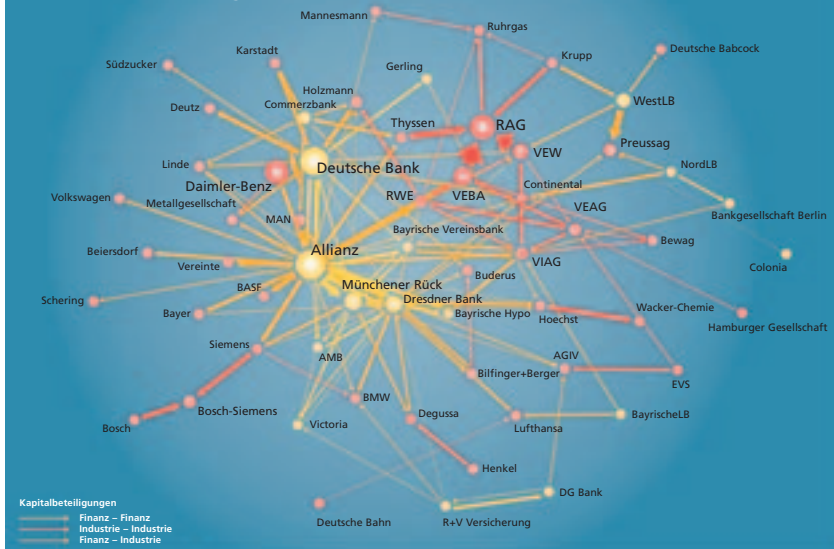 Mannesmann
Ruhrgas
Karstadt
Krupp
Deutsche Babcock
Südzucker
Gerling
Holzmann
Commerzbank
WestLB
Deutz
Thyssen
RAG
Preussag
VEW
Linde
Deutsche Bank
NordLB
Daimler-Benz
Continental
Volkswagen
Metallgesellschaft
RWE
VEBA
VEAG
MAN
Bankgesellschaft Berlin
Bayrische Vereinsbank
Beiersdorf
Allianz
Bewag
Vereinte
VIAG
Colonia
BASF
Münchener Rück
Buderus
Schering
Dresdner Bank
Bayer
Bayrische Hypo
Hoechst
Wacker-Chemie
Hamburger Gesellschaft
Siemens
AMB
AGIV
Bilfinger+Berger
EVS
BMW
Bosch-Siemens
Bosch
Victoria
Degussa
Lufthansa
BayrischeLB
Henkel
DG Bank
Deutsche Bahn
R+V Versicherung
Kapitalbeteiligungen
Finanz – Finanz
Industrie – Industrie
Finanz – Industrie